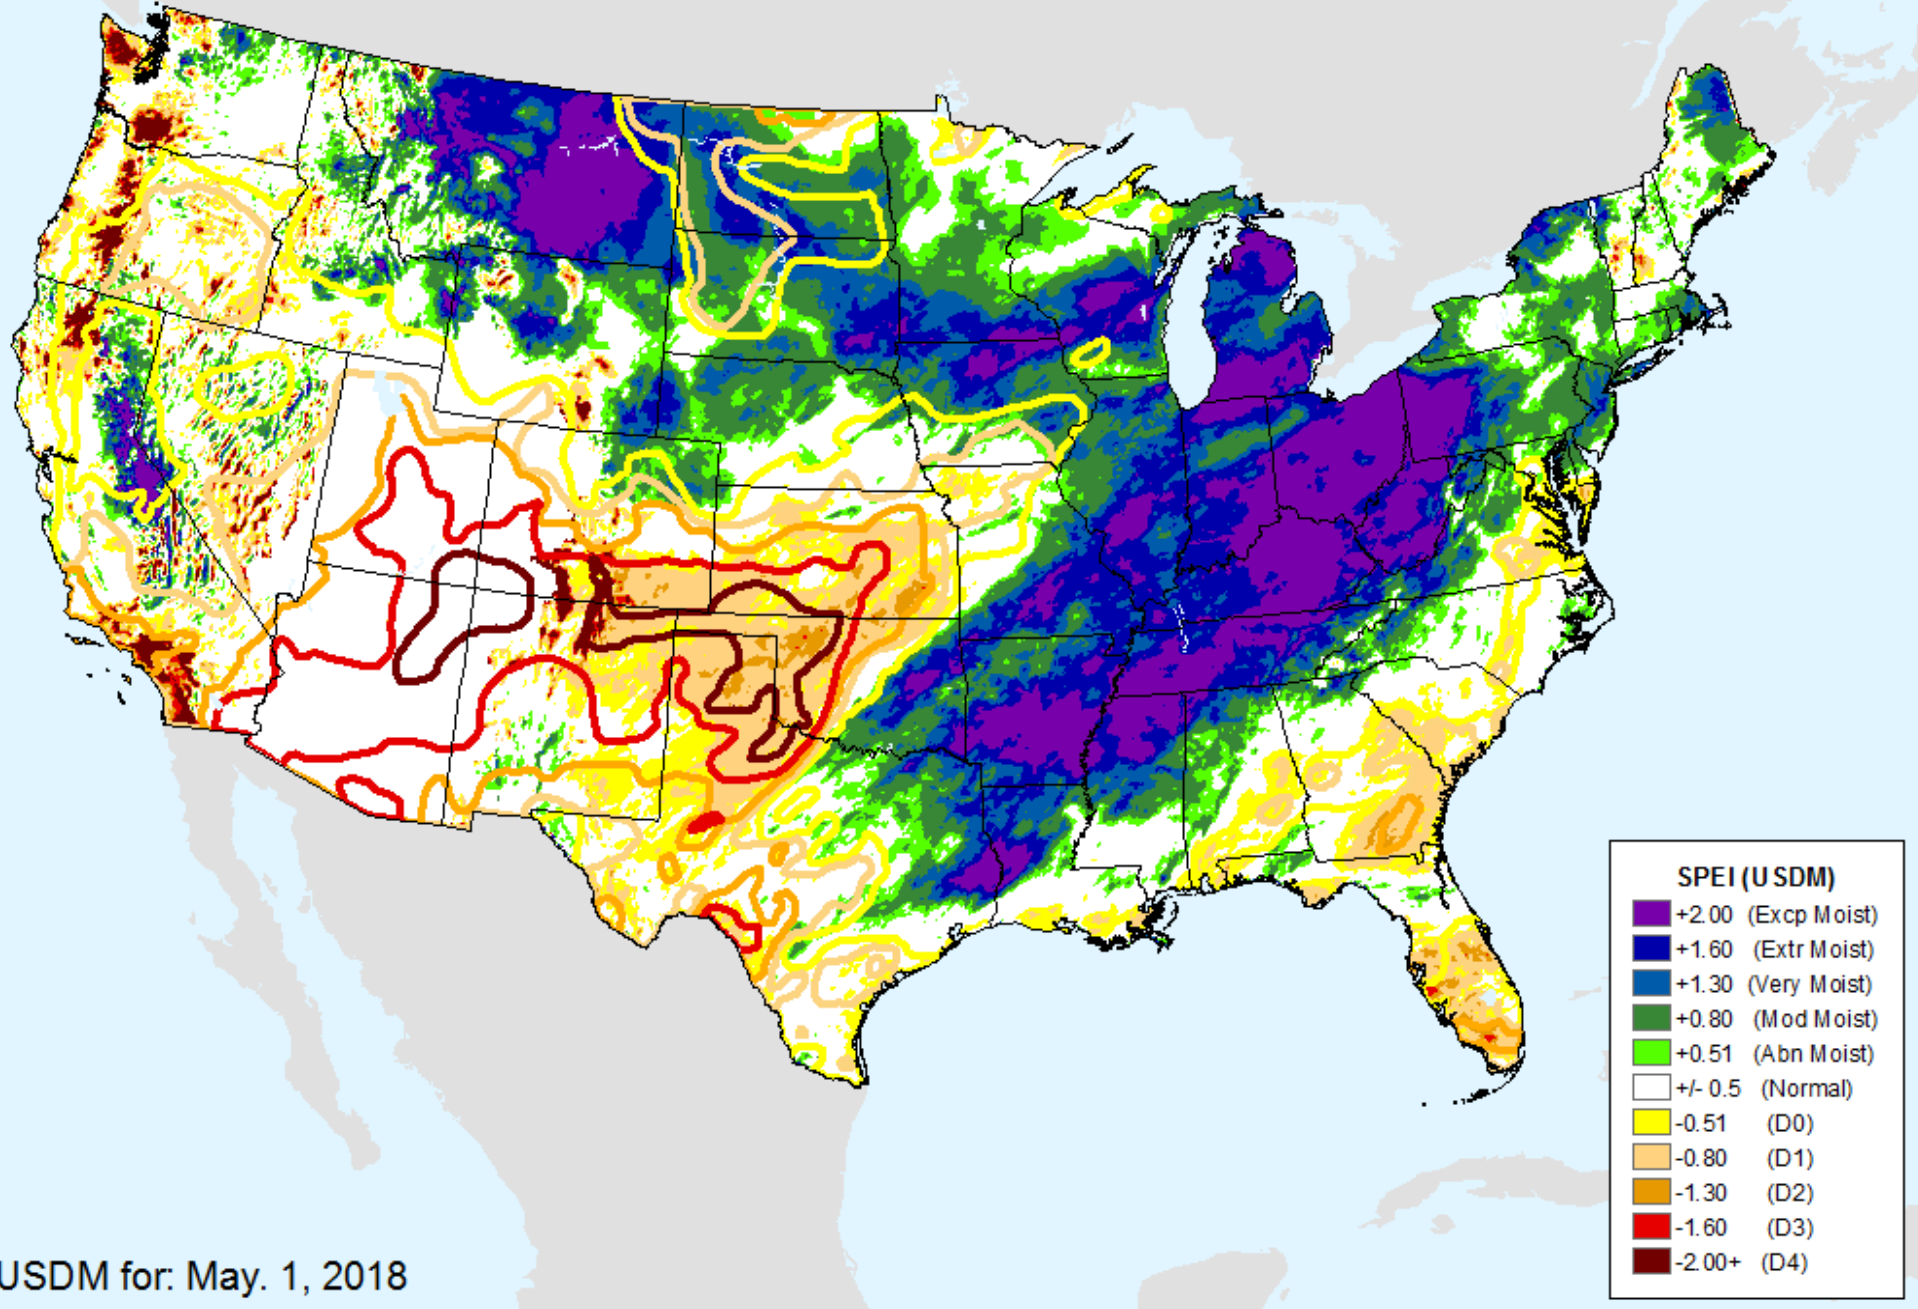 SPEI (USDM)
+2.00 (Excp Moist)
+1.60 (Extr Moist)
+1.30 (Very Moist)
+0.80 (Mod Moist)
+0.51 (Abn Moist)
+/- 0.5 (Normal)
-0.51 (D0)
-0.80 (D1)
-1.30 (D2)
-1.60 (D3)
-2.00+ (D4)
USDM for: May. 1, 2018